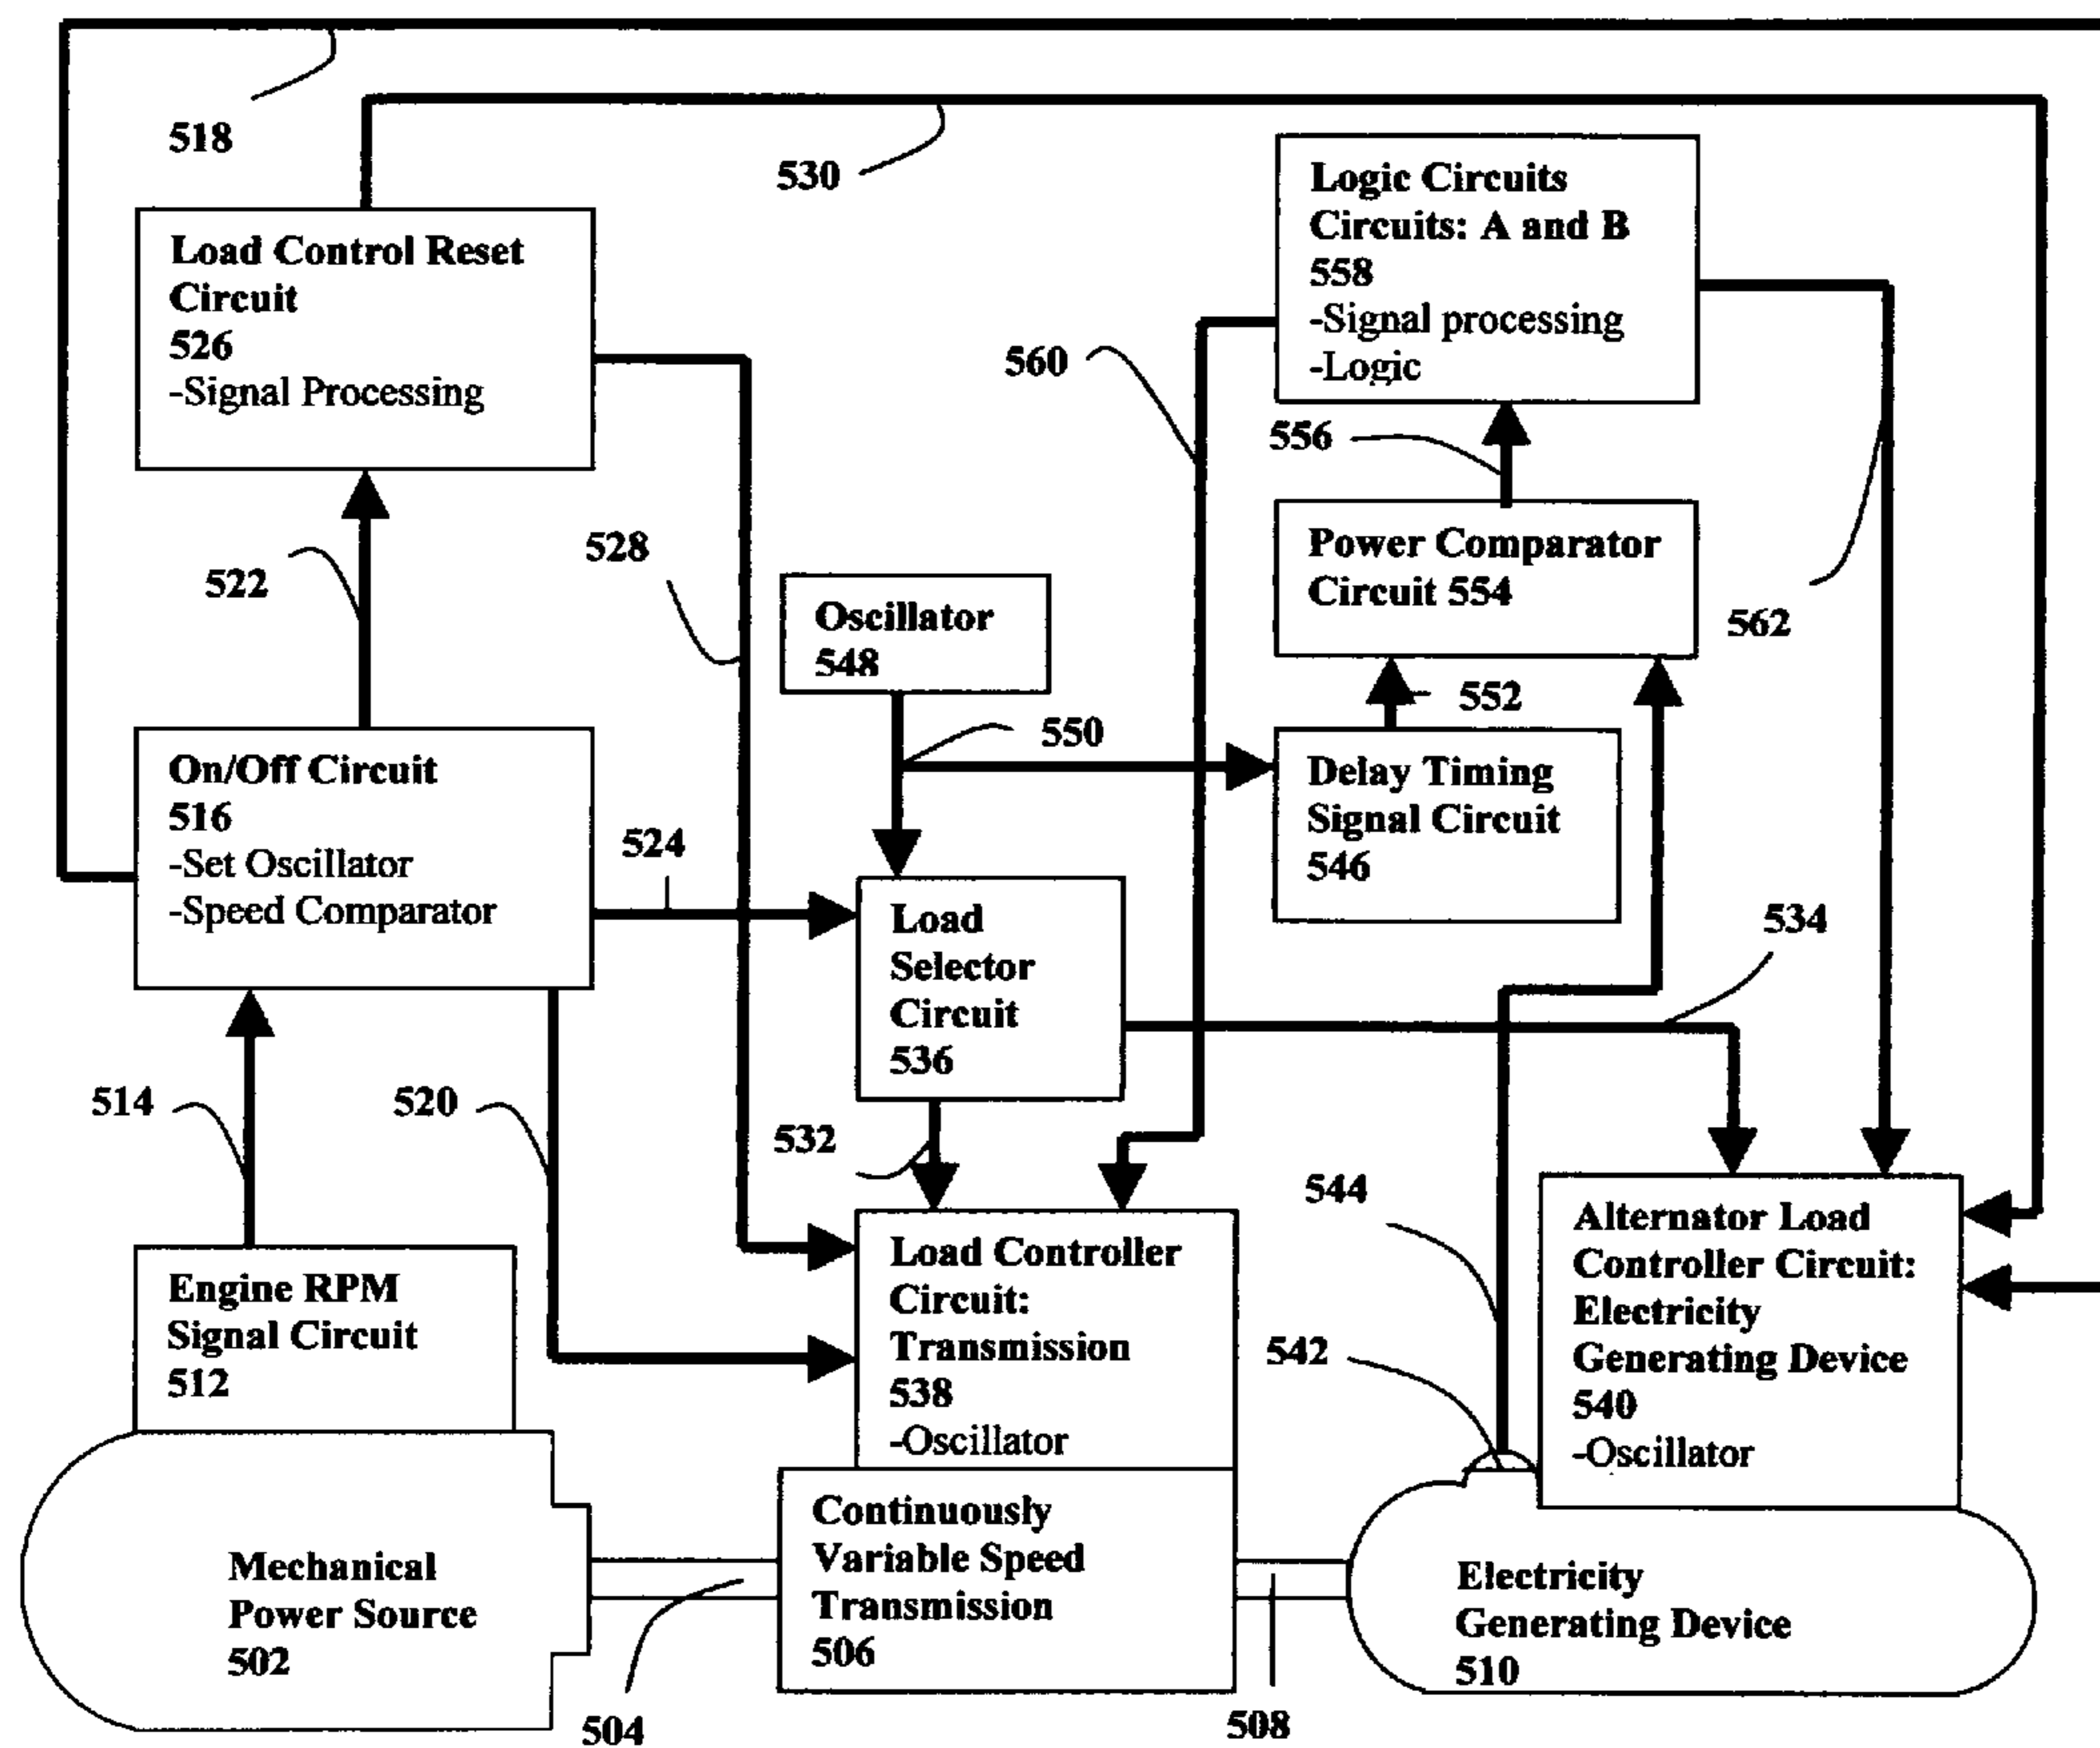 518
530
Load Control Reset
Circuit
526
-Signal Processing
Logic Circuits
Circuits: A and B
558
-Signal processing
-Logic
560
556
522
528
Power Comparator
Circuit 554
562
Oscillator
548
550
552
On/Off Circuit
516
-Set Oscillator
-Speed Comparator
524
Delay Timing
Signal Circuit
546
Load
Selector
Circuit
536
534
514
520
532
544
Engine RPM
Signal Circuit
512
Load Controller
Circuit:
Transmission
538
-Oscillator
542
Alternator Load
Controller Circuit:
Electricity
Generating Device
540
-Oscillator
Mechanical
Power Source
502
Continuously
Variable Speed
Transmission
506
Electricity
Generating Device
510
504
508